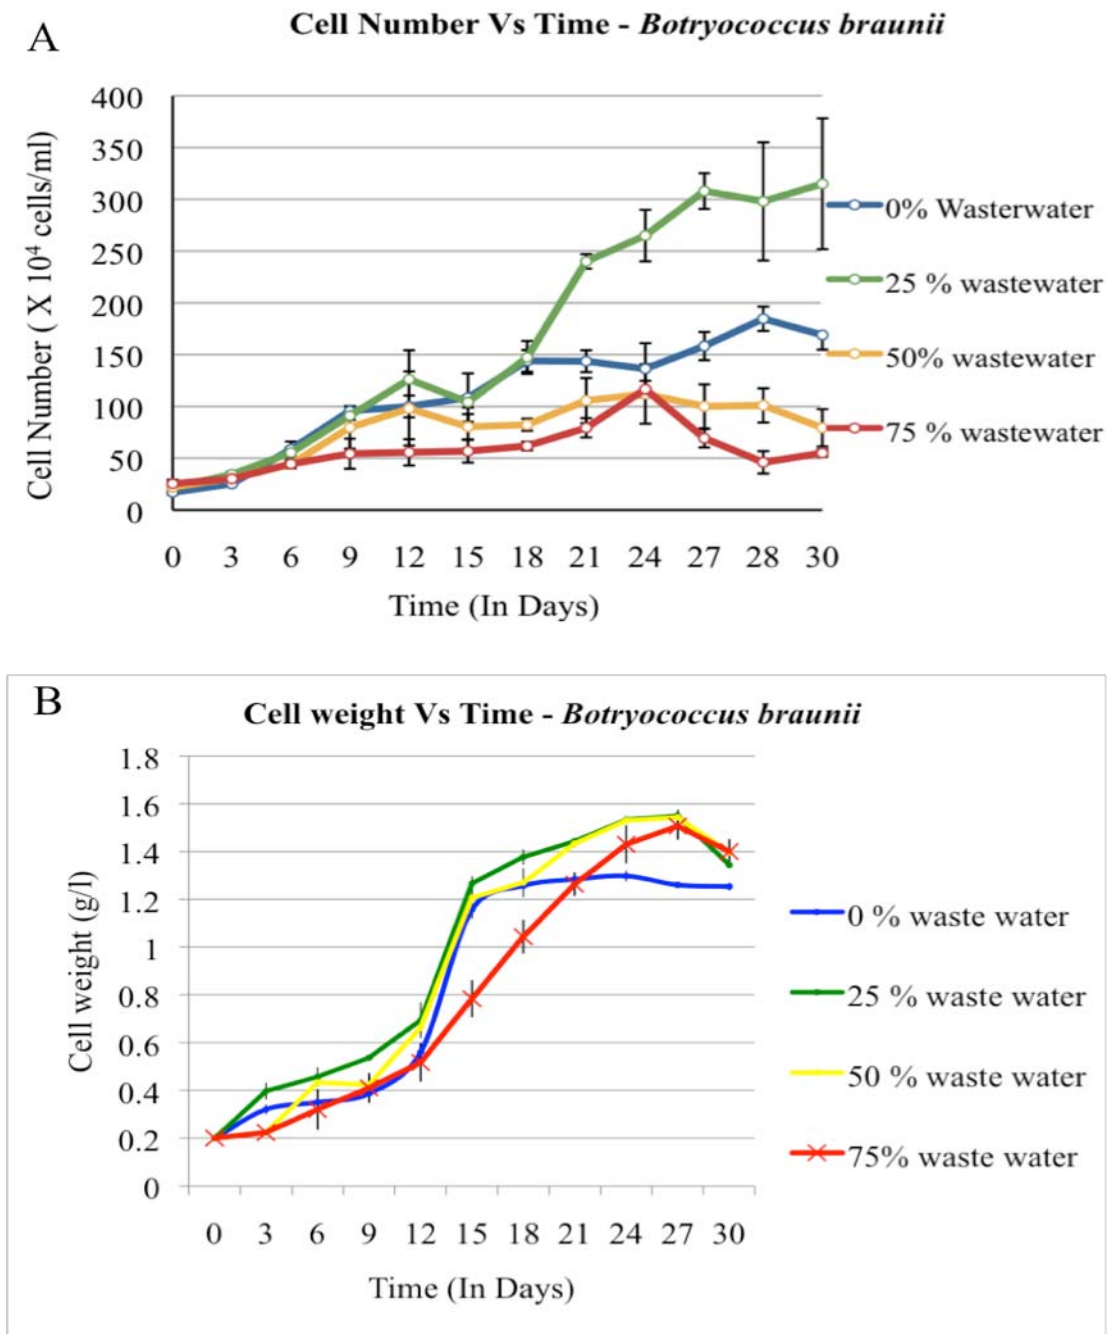 A
Cell Number Vs Time - Botryococcus braunii
Cell Number ( X 10⁴ cells/ml)
400
350
300
250
200
150
100
50
0
0 3 6 9 12 15 18 21 24 27 28 30
Time (In Days)
0% Wasterwater
25 % wastewater
50% wastewater
75 % wastewater
B
Cell weight Vs Time - Botryococcus braunii
Cell weight (g/l)
1.8
1.6
1.4
1.2
1
0.8
0.6
0.4
0.2
0
0 3 6 9 12 15 18 21 24 27 30
Time (In Days)
0 % waste water
25 % waste water
50 % waste water
75% waste water